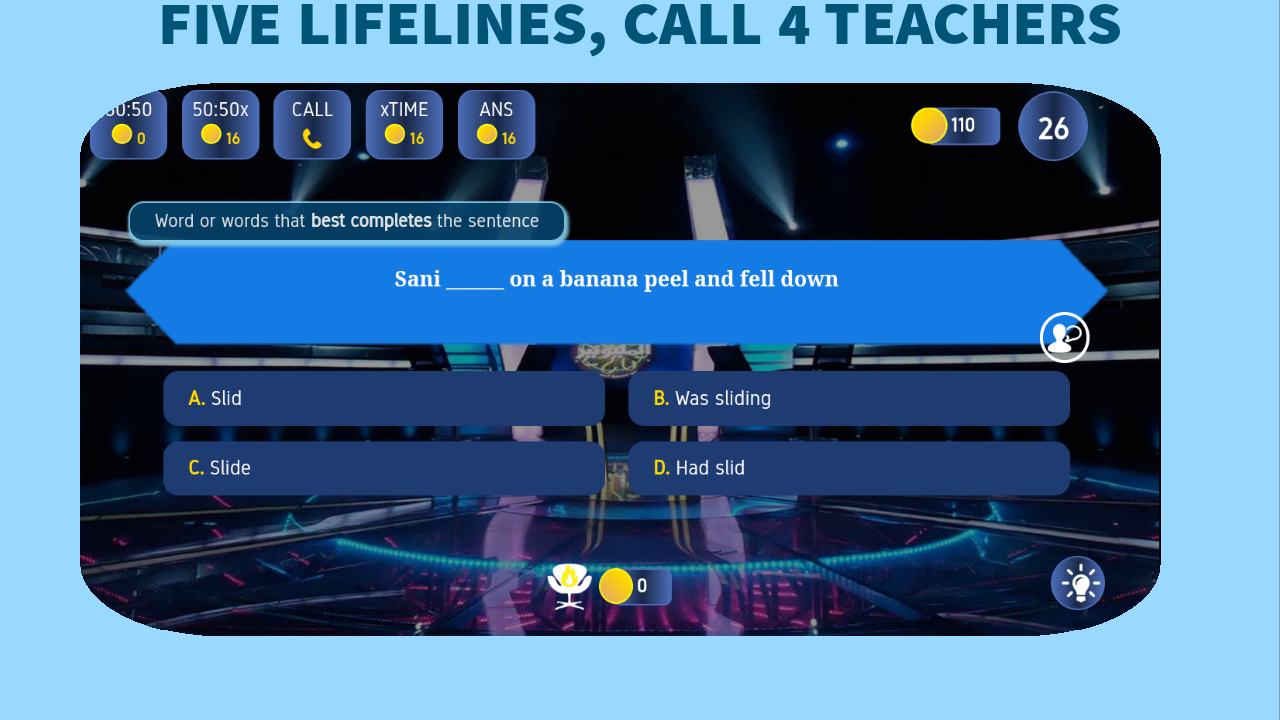 FIVE LIFELINES, CALL 4 TEACHERS
50:50 50:50x CALL xTIME ANS
0 16 16 16
110 26
Word or words that best completes the sentence
Sani ______ on a banana peel and fell down
A. Slid
B. Was sliding
C. Slide
D. Had slid
0